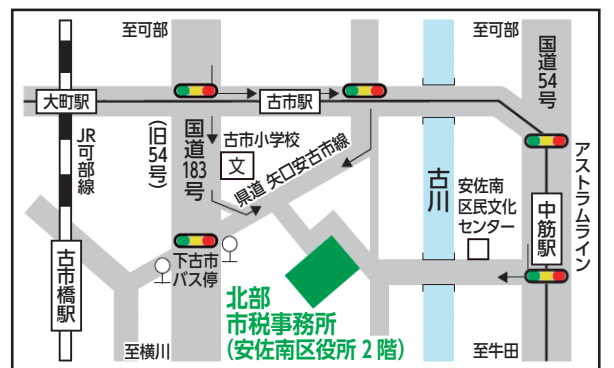 至可部
至可部
国道54号
大町駅
古市駅
JR可部線
(旧54号)
国道183号
古市小学校
文
県道 矢口安古市線
古川
安佐南
区民文化
センター
中筋駅
アストラムライン
古市橋駅
下古市
バス停
北部
市税事務所
(安佐南区役所 2 階)
至横川
至牛田